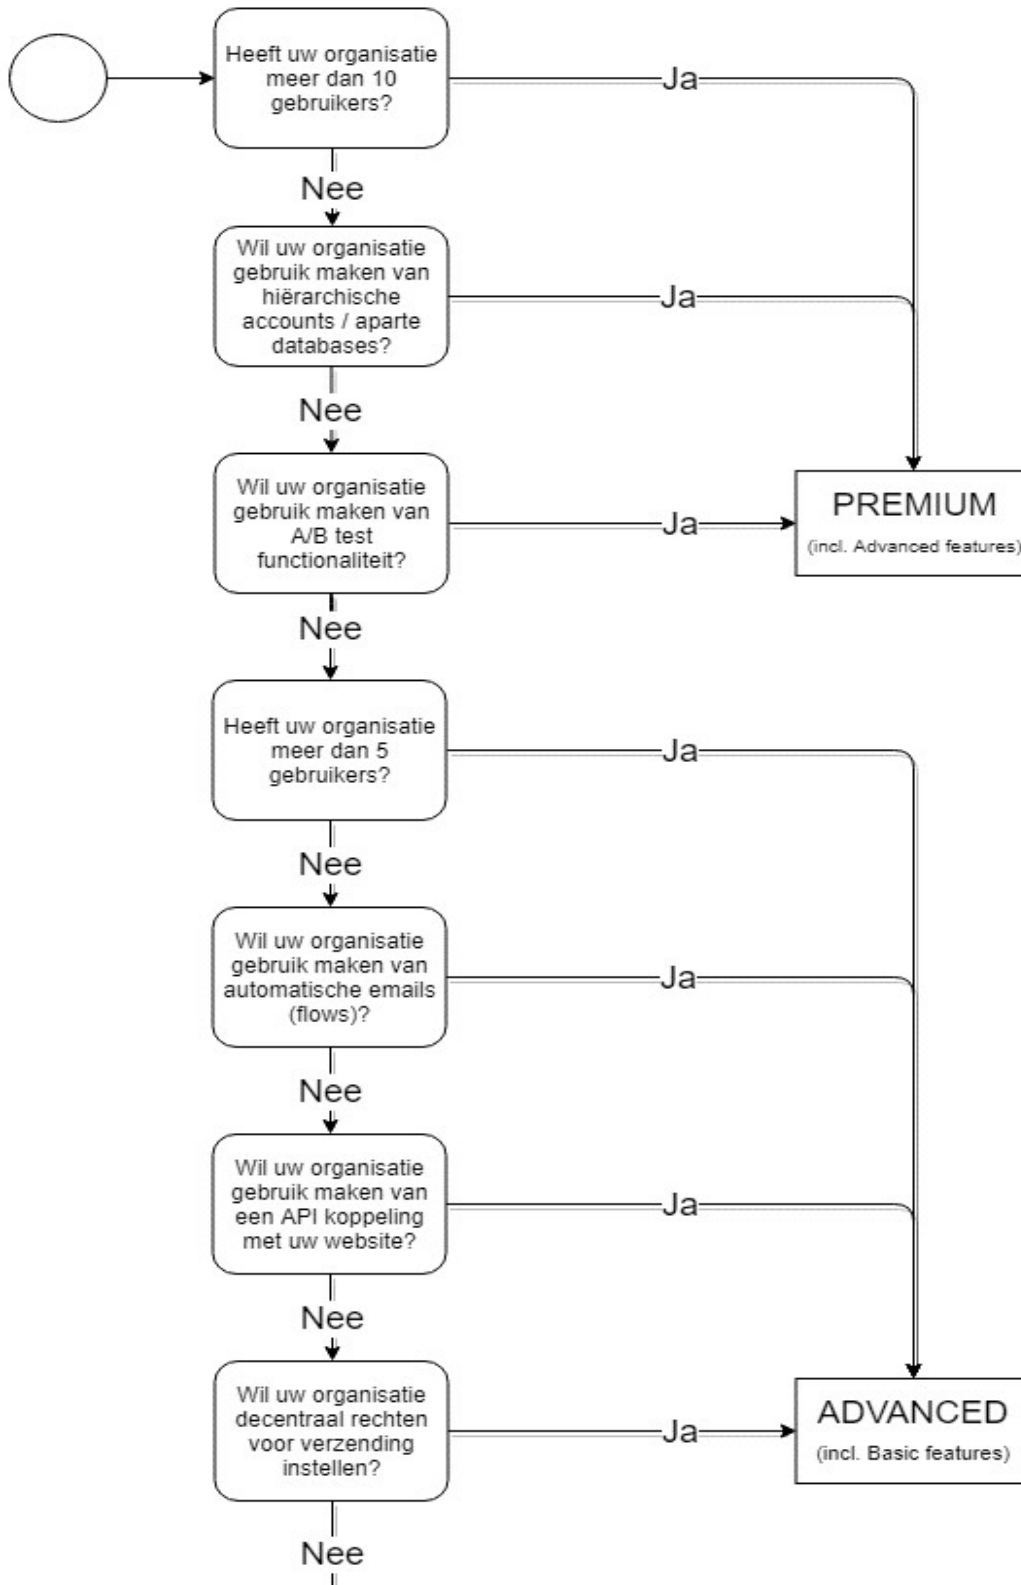 Heeft uw organisatie
meer dan 10
gebruikers?
Ja
Nee
Wil uw organisatie
gebruik maken van
hiërarchische
accounts / aparte
databases?
Ja
Nee
Wil uw organisatie
gebruik maken van
A/B test
functionaliteit?
Ja
PREMIUM
(incl. Advanced features)
Nee
Heeft uw organisatie
meer dan 5
gebruikers?
Ja
Nee
Wil uw organisatie
gebruik maken van
automatische emails
(flows)?
Ja
Nee
Wil uw organisatie
gebruik maken van
een API koppeling
met uw website?
Ja
Nee
Wil uw organisatie
decentraal rechten
voor verzending
instellen?
Ja
ADVANCED
(incl. Basic features)
Nee